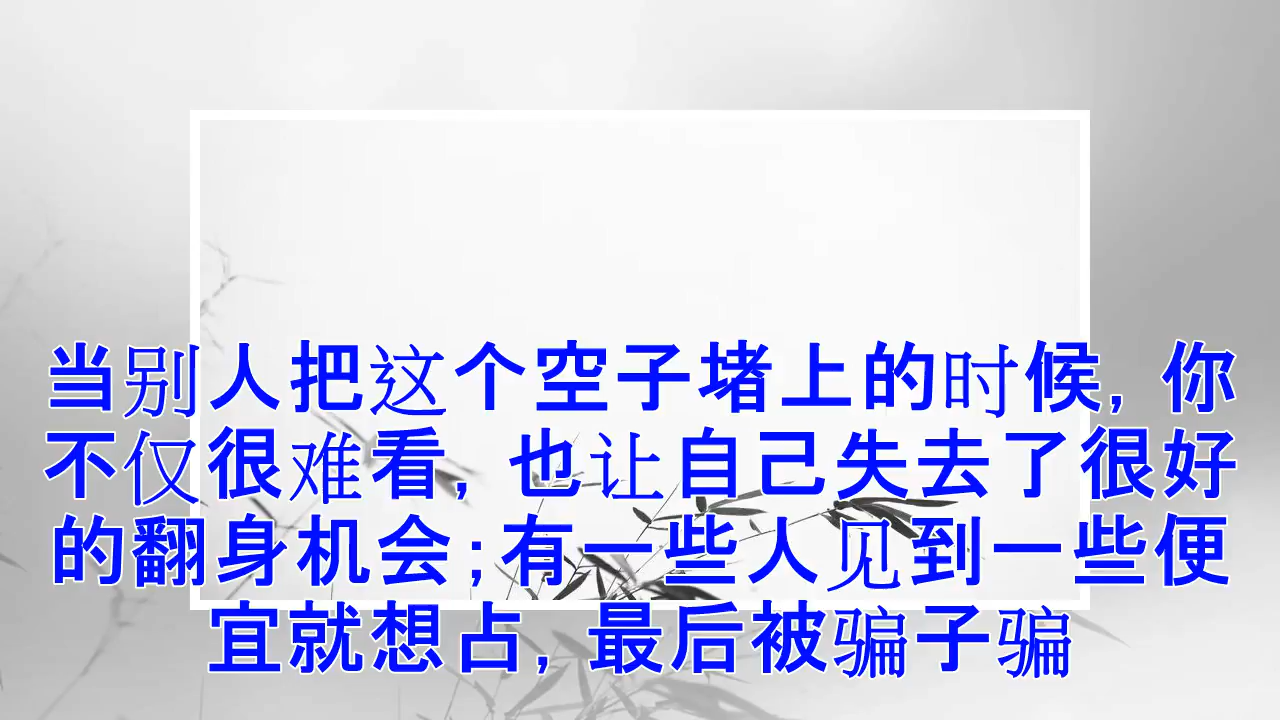 当别人把这个空子堵上的时候, 你
不仅很难看, 也让自己失去了很好
的翻身机会;有一些人见到一些便
宜就想占, 最后被骗子骗